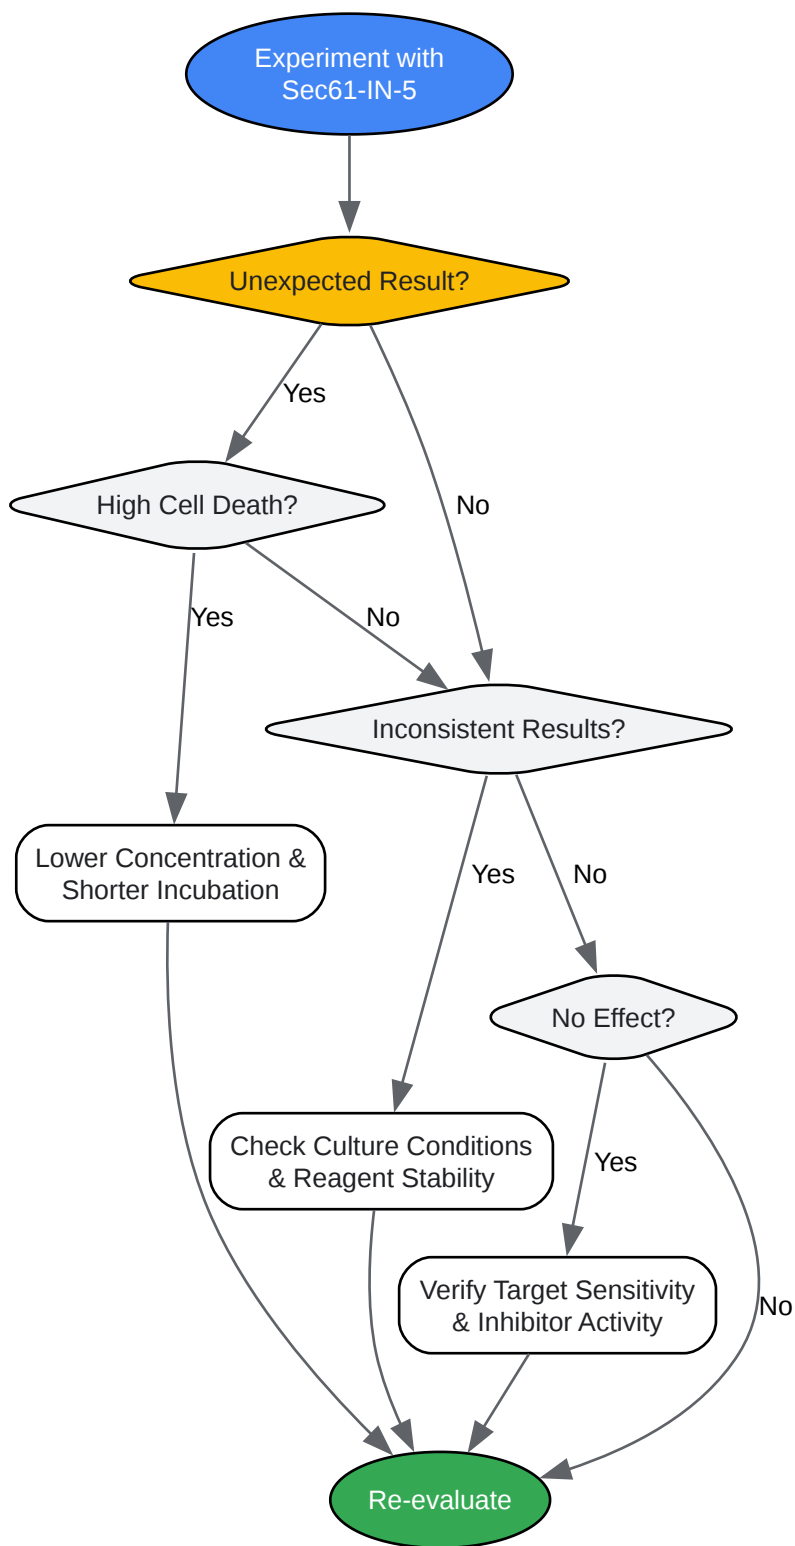 Experiment with
Sec61-IN-5
Unexpected Result?
Yes
No
High Cell Death?
Yes
No
Inconsistent Results?
Lower Concentration &
Shorter Incubation
Yes
No
No Effect?
Check Culture Conditions
& Reagent Stability
Yes
Verify Target Sensitivity
& Inhibitor Activity
No
Re-evaluate